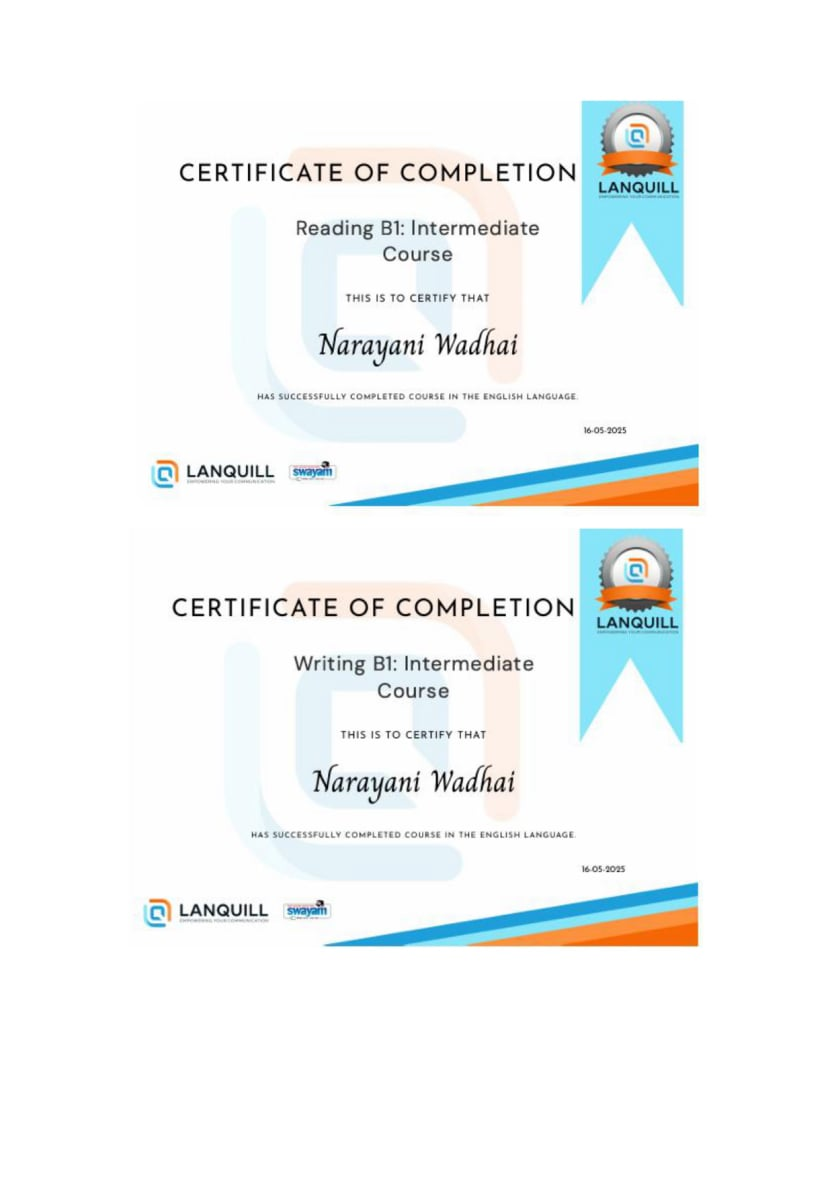 CERTIFICATE OF COMPLETION
LANQUILL
EMPOWERING YOUR COMMUNICATION
Reading B1: Intermediate
Course
THIS IS TO CERTIFY THAT
Narayani Wadhai
HAS SUCCESSFULLY COMPLETED COURSE IN THE ENGLISH LANGUAGE.
16-05-2025
LANQUILL
EMPOWERING YOUR COMMUNICATION
swayam
CERTIFICATE OF COMPLETION
LANQUILL
EMPOWERING YOUR COMMUNICATION
Writing B1: Intermediate
Course
THIS IS TO CERTIFY THAT
Narayani Wadhai
HAS SUCCESSFULLY COMPLETED COURSE IN THE ENGLISH LANGUAGE.
16-05-2025
LANQUILL
EMPOWERING YOUR COMMUNICATION
swayam